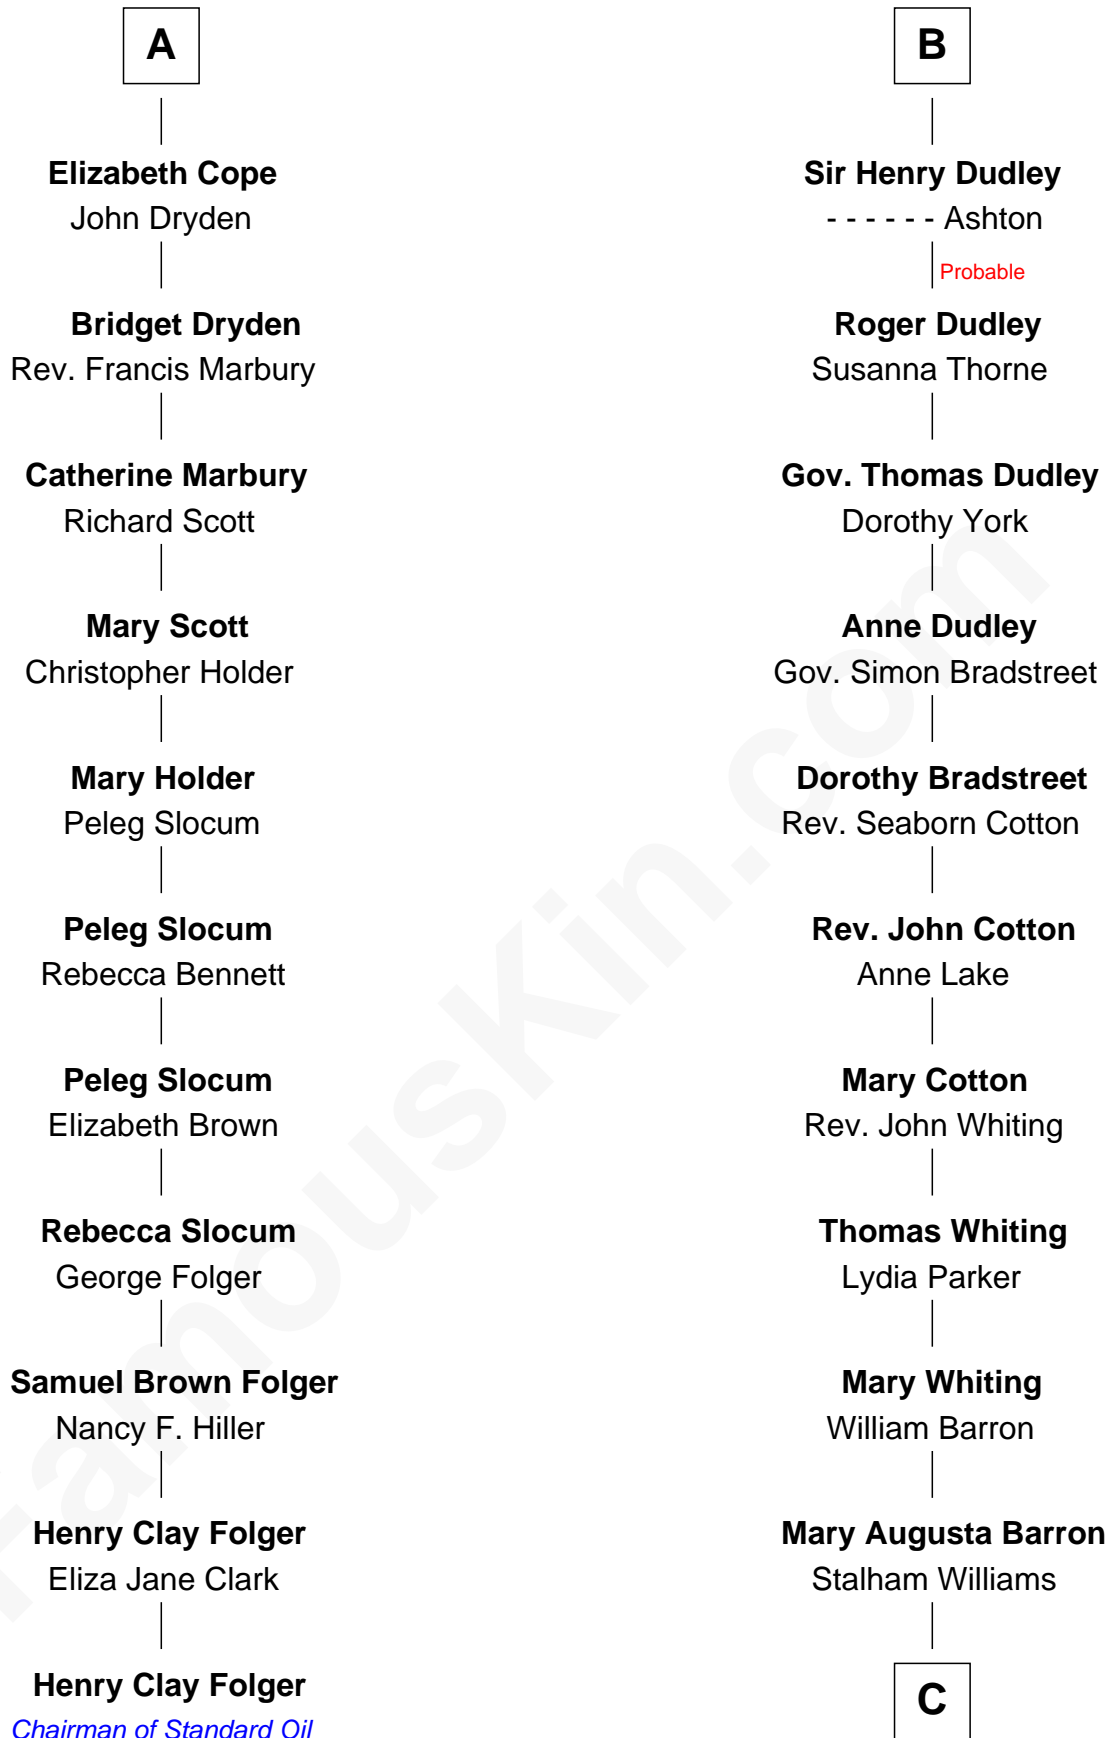 A
Elizabeth Cope
John Dryden
Bridget Dryden
Rev. Francis Marbury
Catherine Marbury
Richard Scott
Mary Scott
Christopher Holder
Mary Holder
Peleg Slocum
Peleg Slocum
Rebecca Bennett
Peleg Slocum
Elizabeth Brown
Rebecca Slocum
George Folger
Samuel Brown Folger
Nancy F. Hiller
Henry Clay Folger
Eliza Jane Clark
Henry Clay Folger
Chairman of Standard Oil
B
Sir Henry Dudley
- - - - - - Ashton
Probable
Roger Dudley
Susanna Thorne
Gov. Thomas Dudley
Dorothy York
Anne Dudley
Gov. Simon Bradstreet
Dorothy Bradstreet
Rev. Seaborn Cotton
Rev. John Cotton
Anne Lake
Mary Cotton
Rev. John Whiting
Thomas Whiting
Lydia Parker
Mary Whiting
William Barron
Mary Augusta Barron
Stalham Williams
C
FamousKin.com